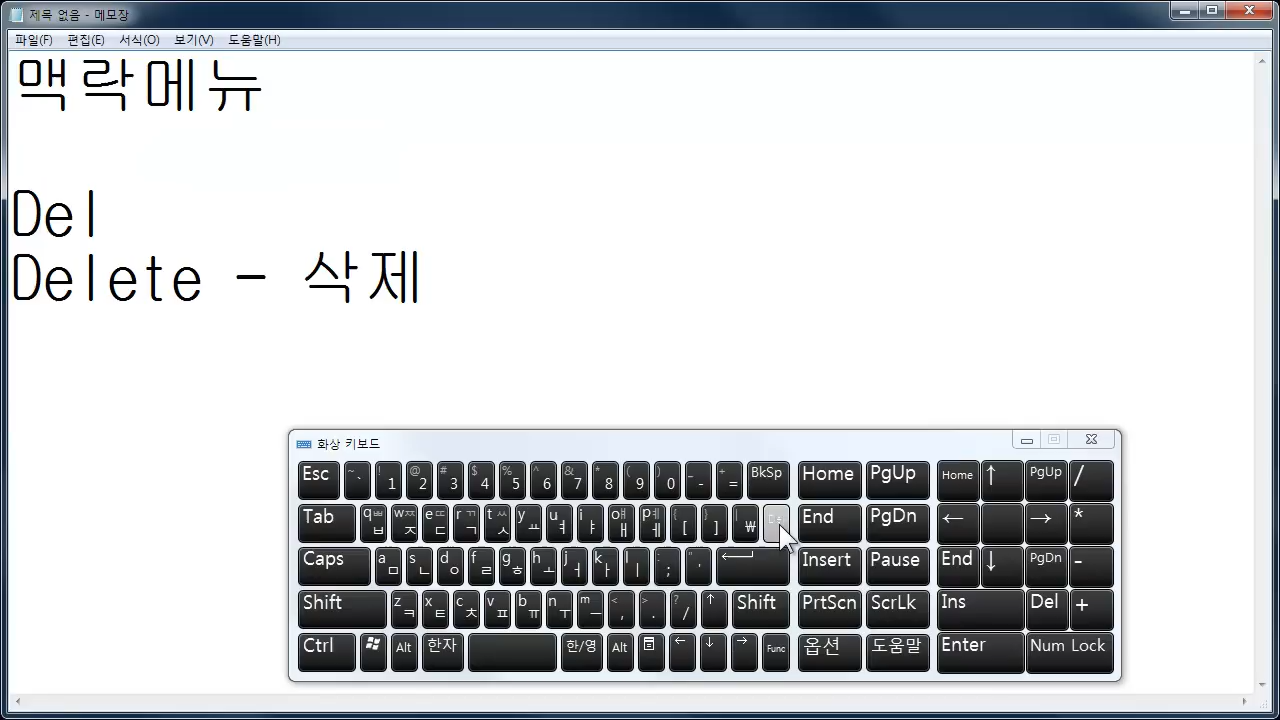 제목 없음 - 메모장
파일(F) 편집(E) 서식(O) 보기(V) 도움말(H)
맥락메뉴
Del
Delete - 삭제
화상 키보드
Esc ~ ` ! 1 @ 2 # 3 $ 4 % 5 ^ 6 & 7 * 8 ( 9 ) 0 - - + = BkSp Home PgUp Home ↑ PgUp /
Tab q ㅃ ㅂ w ㅉ ㅈ e ㄸ ㄷ r ㄲ ㄱ t ㅆ ㅅ y ㅛ u ㅕ i ㅑ o ㅒ ㅐ p ㅖ ㅔ { [ } ] | ₩ End PgDn ← → *
Caps a ㅁ s ㄴ d ㅇ f ㄹ g ㅎ h ㅗ j ㅓ k ㅏ l ㅣ : ; " ' Insert Pause End ↓ PgDn -
Shift z ㅋ x ㅌ c ㅊ v ㅍ b ㅠ n ㅜ m ㅡ < , > . ? / ↑ Shift PrtScn ScrLk Ins Del +
Ctrl Alt 한자 한/영 Alt ← ↓ → Func 옵션 도움말 Enter Num Lock